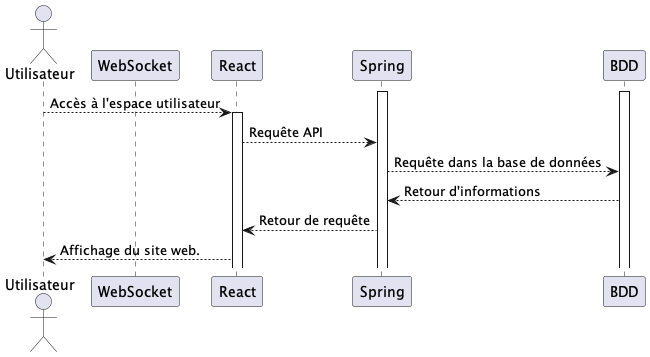 Utilisateur
WebSocket
React
Spring
BDD
Accès à l'espace utilisateur
Requête API
Requête dans la base de données
Retour d'informations
Retour de requête
Affichage du site web.
Utilisateur
WebSocket
React
Spring
BDD